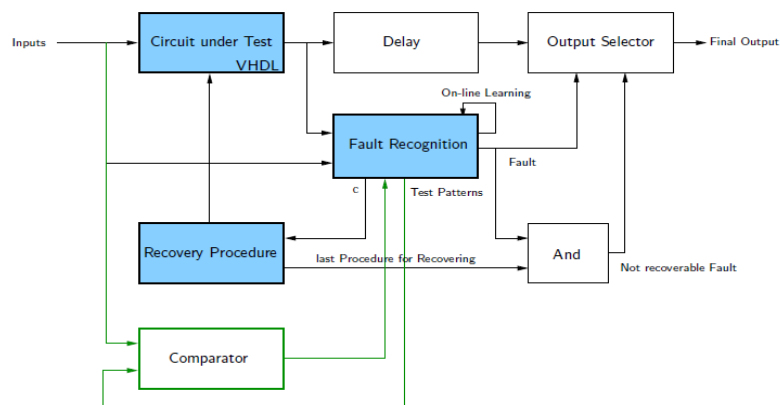 Inputs
Circuit under Test
VHDL
Delay
Output Selector
Final Output
On-line Learning
Fault Recognition
Fault
c
Test Patterns
Recovery Procedure
last Procedure for Recovering
And
Not recoverable Fault
Comparator